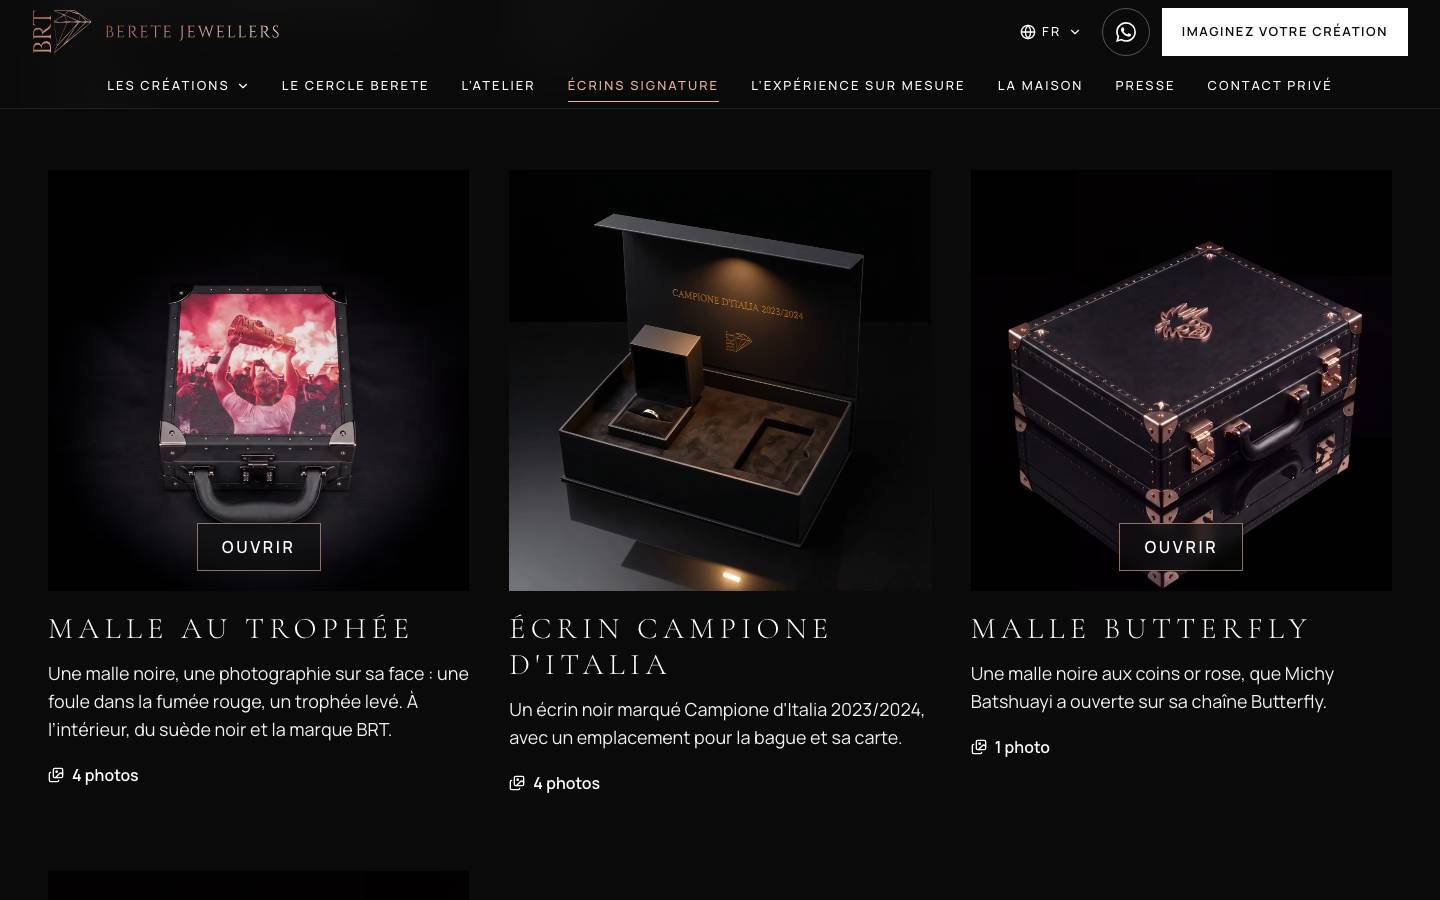 BRT BERETE JEWELLERS
FR
IMAGINEZ VOTRE CRÉATION
LES CRÉATIONS
LE CERCLE BERETE
L'ATELIER
ÉCRINS SIGNATURE
L'EXPÉRIENCE SUR MESURE
LA MAISON
PRESSE
CONTACT PRIVÉ
OUVRIR
MALLE AU TROPHÉE
Une malle noire, une photographie sur sa face : une
foule dans la fumée rouge, un trophée levé. À
l'intérieur, du suède noir et la marque BRT.
4 photos
CAMPIONE D'ITALIA 2023/2024
BRT
ÉCRIN CAMPIONE
D'ITALIA
Un écrin noir marqué Campione d'Italia 2023/2024,
avec un emplacement pour la bague et sa carte.
4 photos
OUVRIR
MALLE BUTTERFLY
Une malle noire aux coins or rose, que Michy
Batshuayi a ouverte sur sa chaîne Butterfly.
1 photo